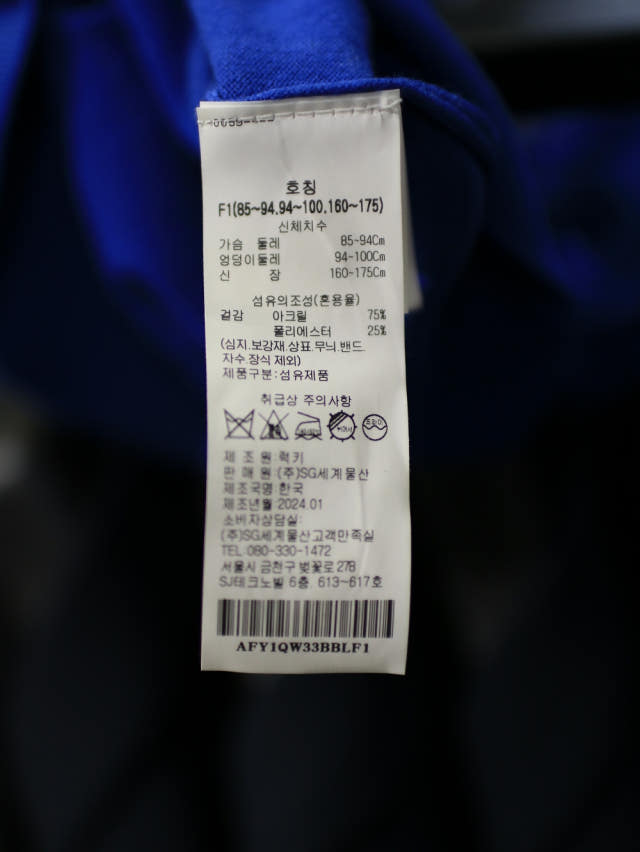 호칭
F1(85~94.94~100.160~175)
신체치수
가슴 둘레 85~94Cm
엉덩이둘레 94~100Cm
신 장 160~175Cm
섬유의조성(혼용율)
겉감 아크릴 75%
폴리에스터 25%
(심지.보강재.상표.무늬.밴드.
자수.장식 제외)
제품구분:섬유제품
취급상 주의사항
드라이
제 조 원:럭키
판 매 원:(주)SG세계물산
제조국명:한국
제조년월:2024.01
소비자상담실:
(주)SG세계물산고객만족실
TEL:080-330-1472
서울시 금천구 벚꽃로 278
SJ테크노빌 6층 613~617호
AFY1QW33BBLF1